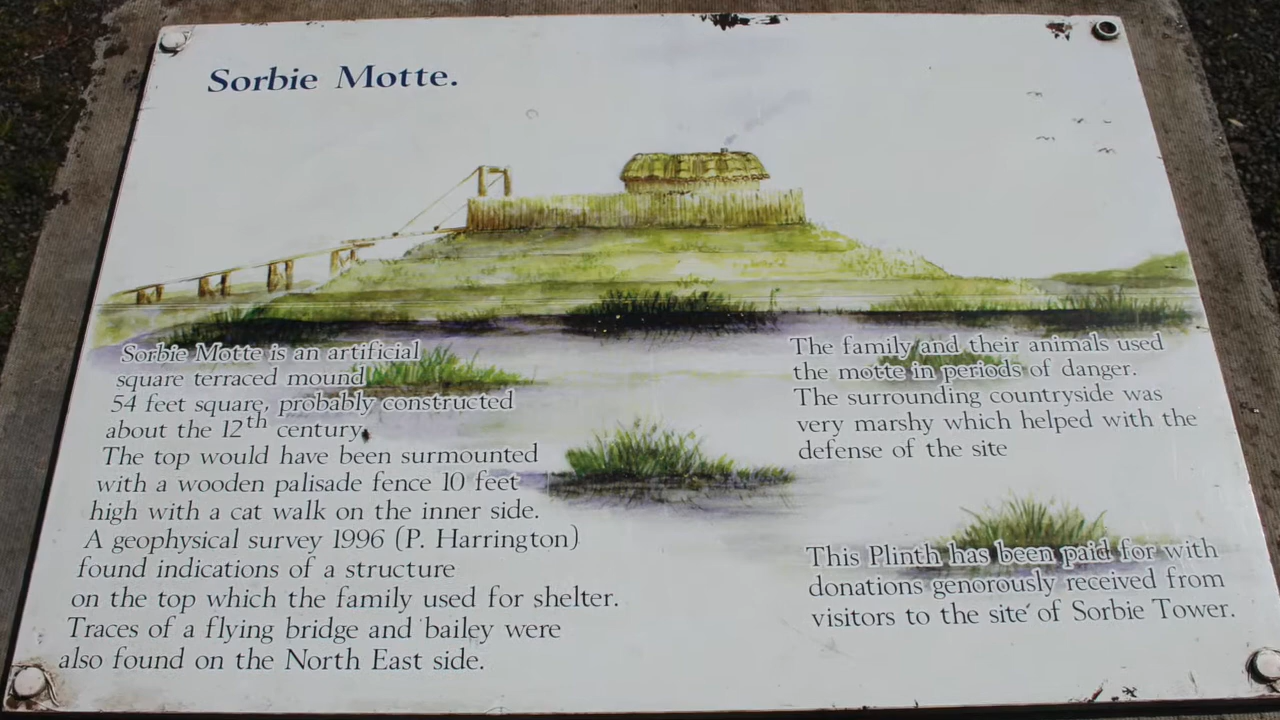 Sorbie Motte.
Sorbie Motte is an artificial
square terraced mound
54 feet square, probably constructed
about the 12th century.
The top would have been surmounted
with a wooden palisade fence 10 feet
high with a cat walk on the inner side.
A geophysical survey 1996 (P. Harrington)
found indications of a structure
on the top which the family used for shelter.
Traces of a flying bridge and bailey were
also found on the North East side.
The family and their animals used
the motte in periods of danger.
The surrounding countryside was
very marshy which helped with the
defense of the site
This Plinth has been paid for with
donations genorously received from
visitors to the site of Sorbie Tower.